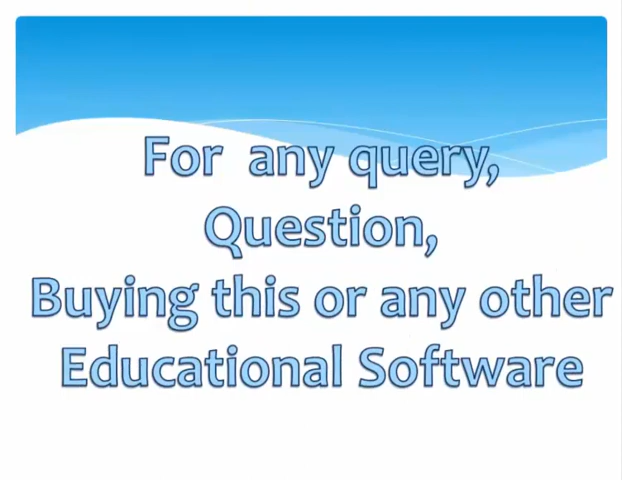 For any query,
Question,
Buying this or any other
Educational Software